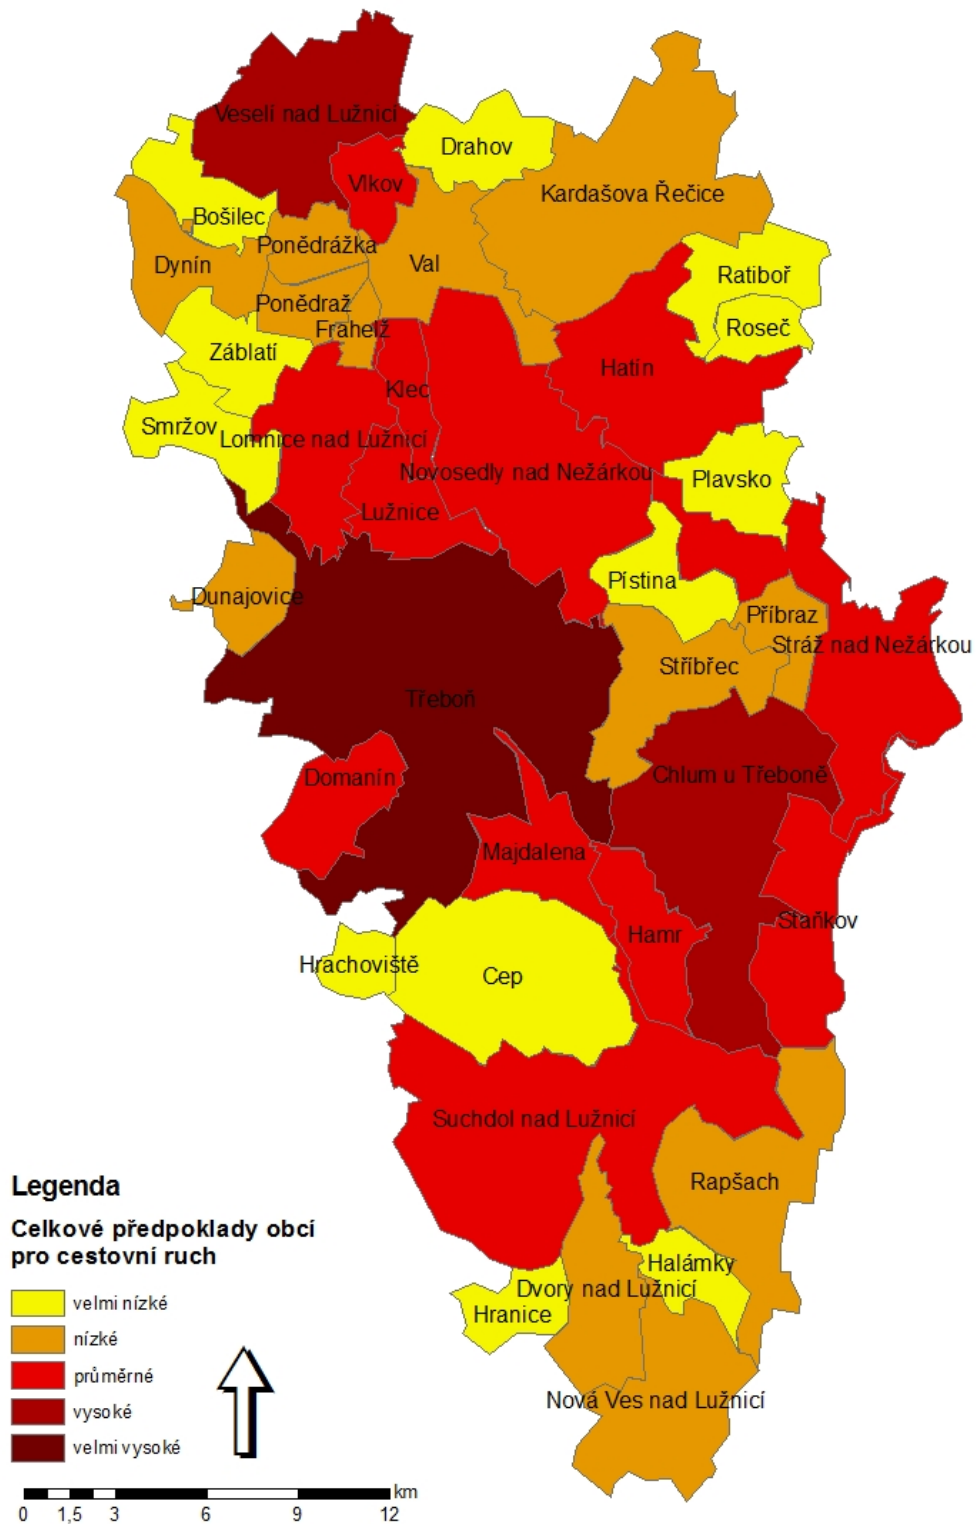 Veselí nad Lužnicí
Drahov
Vlkov
Kardašova Řečice
Bošilec
Ponědrážka
Val
Dynín
Ratiboř
Ponědraž
Frahelž
Roseč
Záblatí
Hatín
Klec
Smržov
Lomnice nad Lužnicí
Novosedly nad Nežárkou
Plavsko
Lužnice
Pístina
Dunajovice
Příbraz
Stráž nad Nežárkou
Stříbřec
Třeboň
Domanín
Chlum u Třeboně
Majdalena
Staňkov
Hamr
Hrachoviště
Cep
Suchdol nad Lužnicí
Rapšach
Halámky
Dvory nad Lužnicí
Hranice
Nová Ves nad Lužnicí
Legenda
Celkové předpoklady obcí
pro cestovní ruch
velmi nízké
nízké
průměrné
vysoké
velmi vysoké
km
0 1,5 3 6 9 12